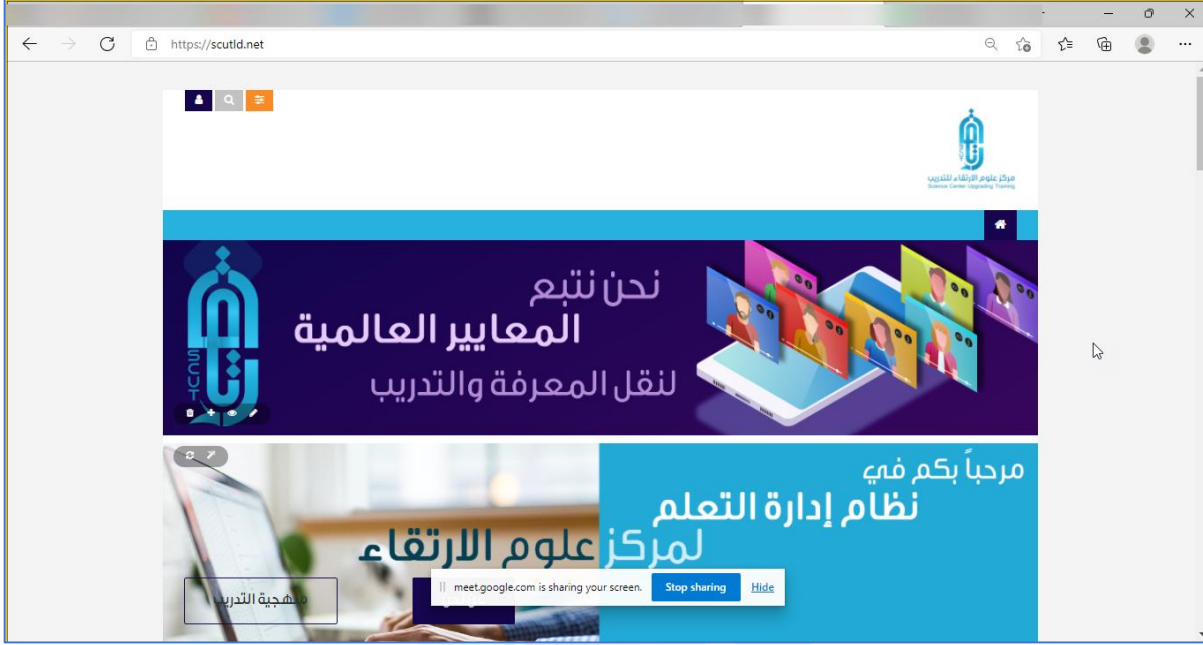 https://scutld.net
مركز علوم الارتقاء للتدريب
Science Center Upgrading Training
نحن نتبع
المعايير العالمية
لنقل المعرفة والتدريب
SCUT
مرحباً بكم في
نظام إدارة التعلم
لمركز علوم الارتقاء
منهجية التدريب
meet.google.com is sharing your screen.
Stop sharing
Hide